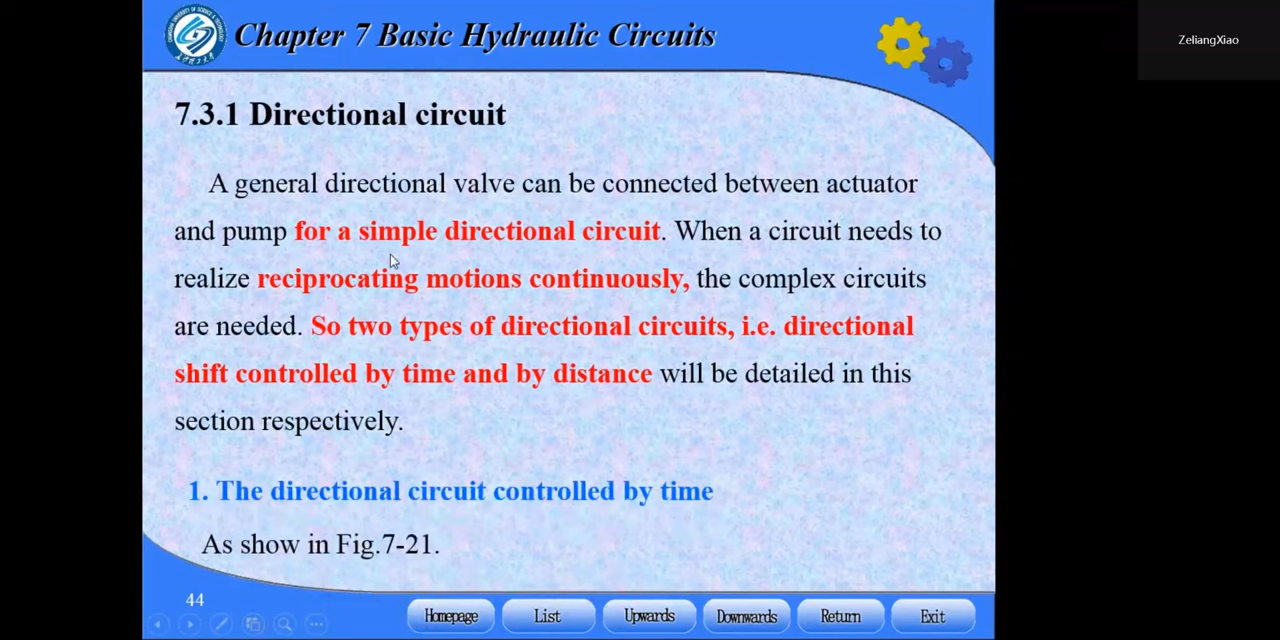 Chapter 7 Basic Hydraulic Circuits
ZeliangXiao
7.3.1 Directional circuit
A general directional valve can be connected between actuator
and pump for a simple directional circuit. When a circuit needs to
realize reciprocating motions continuously, the complex circuits
are needed. So two types of directional circuits, i.e. directional
shift controlled by time and by distance will be detailed in this
section respectively.
1. The directional circuit controlled by time
As show in Fig.7-21.
44
Homepage List Upwards Downwards Return Exit